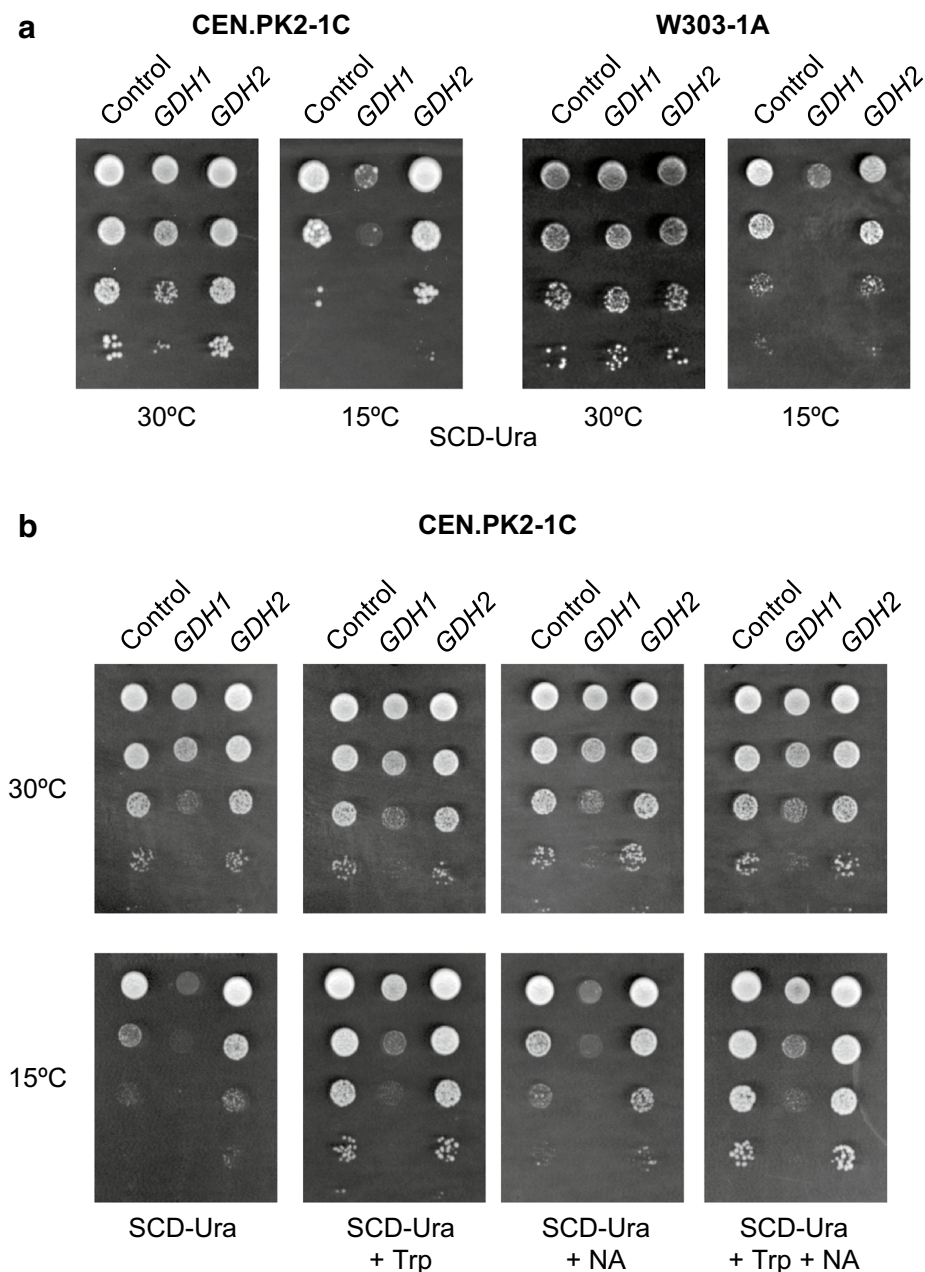 a
CEN.PK2-1C
W303-1A
Control GDH1 GDH2
Control GDH1 GDH2
Control GDH1 GDH2
Control GDH1 GDH2
30ºC
15ºC
30ºC
15ºC
SCD-Ura
b
CEN.PK2-1C
Control GDH1 GDH2
Control GDH1 GDH2
Control GDH1 GDH2
Control GDH1 GDH2
30ºC
15ºC
SCD-Ura
SCD-Ura
+ Trp
SCD-Ura
+ NA
SCD-Ura
+ Trp + NA